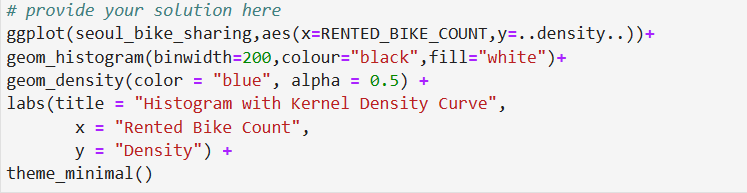 # provide your solution here
ggplot(seoul_bike_sharing,aes(x=RENTED_BIKE_COUNT,y=..density..))+
geom_histogram(binwidth=200,colour="black",fill="white")+
geom_density(color = "blue", alpha = 0.5) +
labs(title = "Histogram with Kernel Density Curve",
       x = "Rented Bike Count",
       y = "Density") +
theme_minimal()